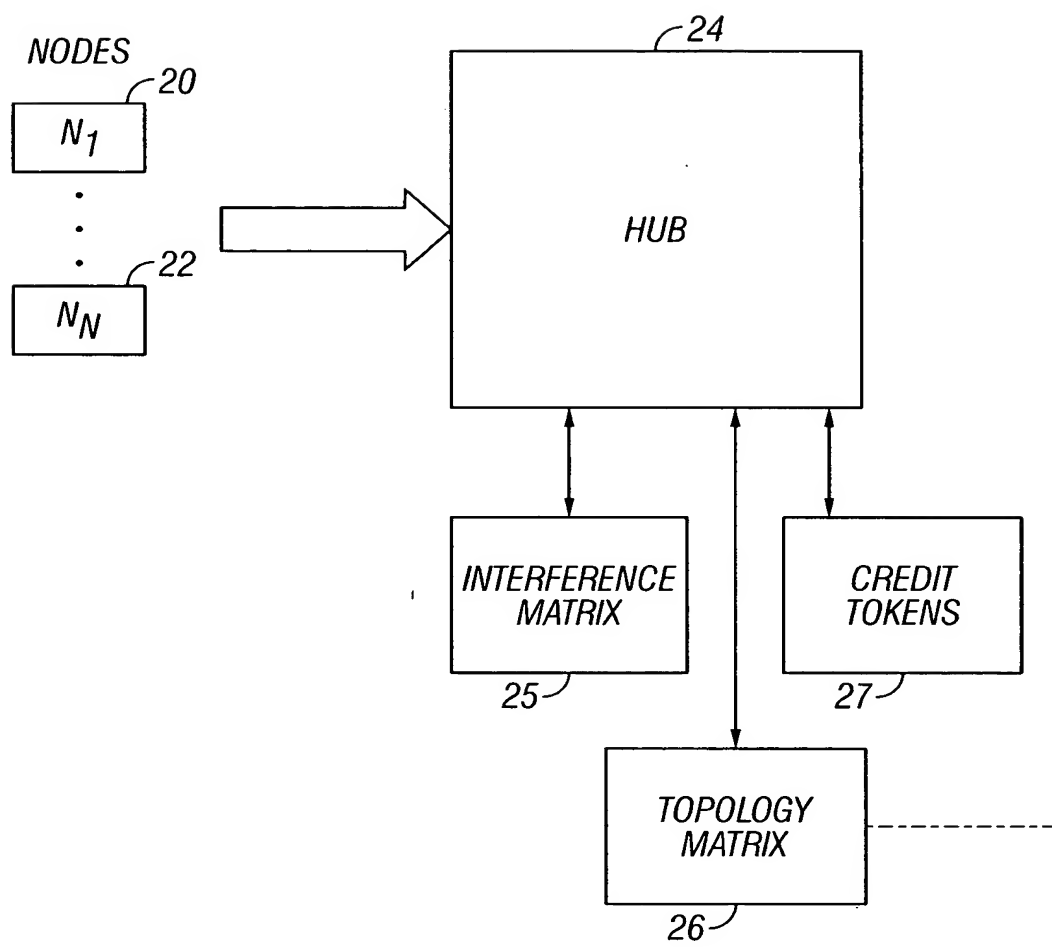 NODES
20
N1
22
NN
24
HUB
INTERFERENCE
MATRIX
25
CREDIT
TOKENS
27
TOPOLOGY
MATRIX
26